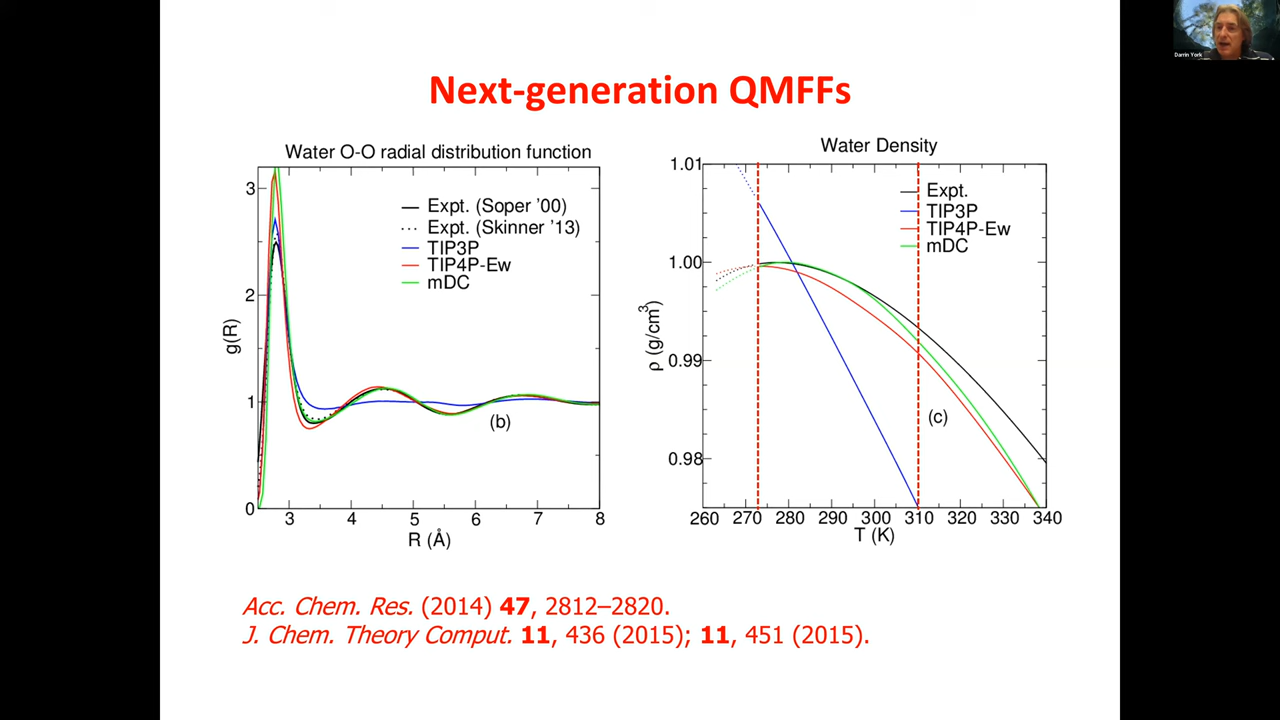 Darrin York
Next-generation QMFFs
Water O-O radial distribution function
Expt. (Soper '00)
Expt. (Skinner '13)
TIP3P
TIP4P-Ew
mDC
g(R)
3
2
1
0
(b)
3 4 5 6 7 8
R (Å)
Water Density
Expt.
TIP3P
TIP4P-Ew
mDC
ρ (g/cm³)
1.01
1.00
0.99
0.98
(c)
260 270 280 290 300 310 320 330 340
T (K)
Acc. Chem. Res. (2014) 47, 2812–2820.
J. Chem. Theory Comput. 11, 436 (2015); 11, 451 (2015).